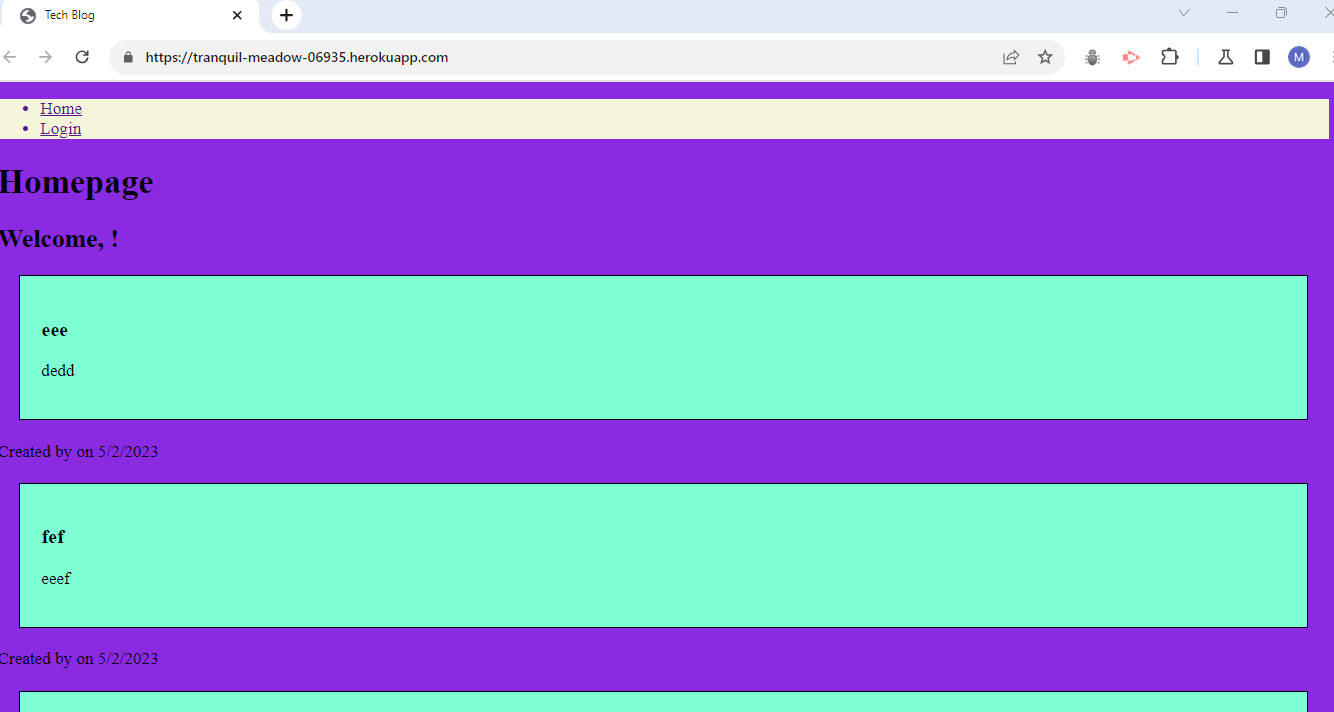 Tech Blog
https://tranquil-meadow-06935.herokuapp.com
M
Home
Login
Homepage
Welcome, !
eee
dedd
Created by on 5/2/2023
fef
eeef
Created by on 5/2/2023